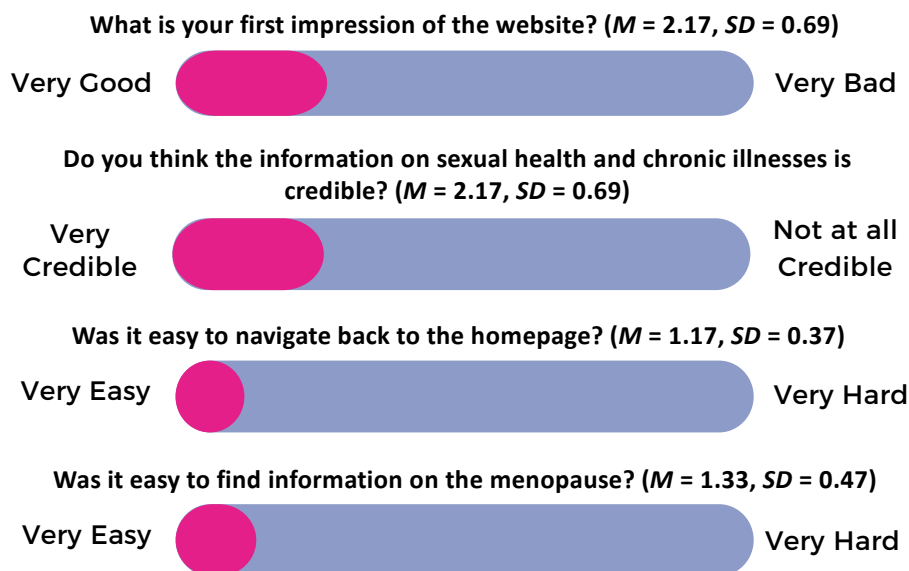 What is your first impression of the website? (M = 2.17, SD = 0.69)
Very Good
Very Bad
Do you think the information on sexual health and chronic illnesses is
credible? (M = 2.17, SD = 0.69)
Very
Credible
Not at all
Credible
Was it easy to navigate back to the homepage? (M = 1.17, SD = 0.37)
Very Easy
Very Hard
Was it easy to find information on the menopause? (M = 1.33, SD = 0.47)
Very Easy
Very Hard